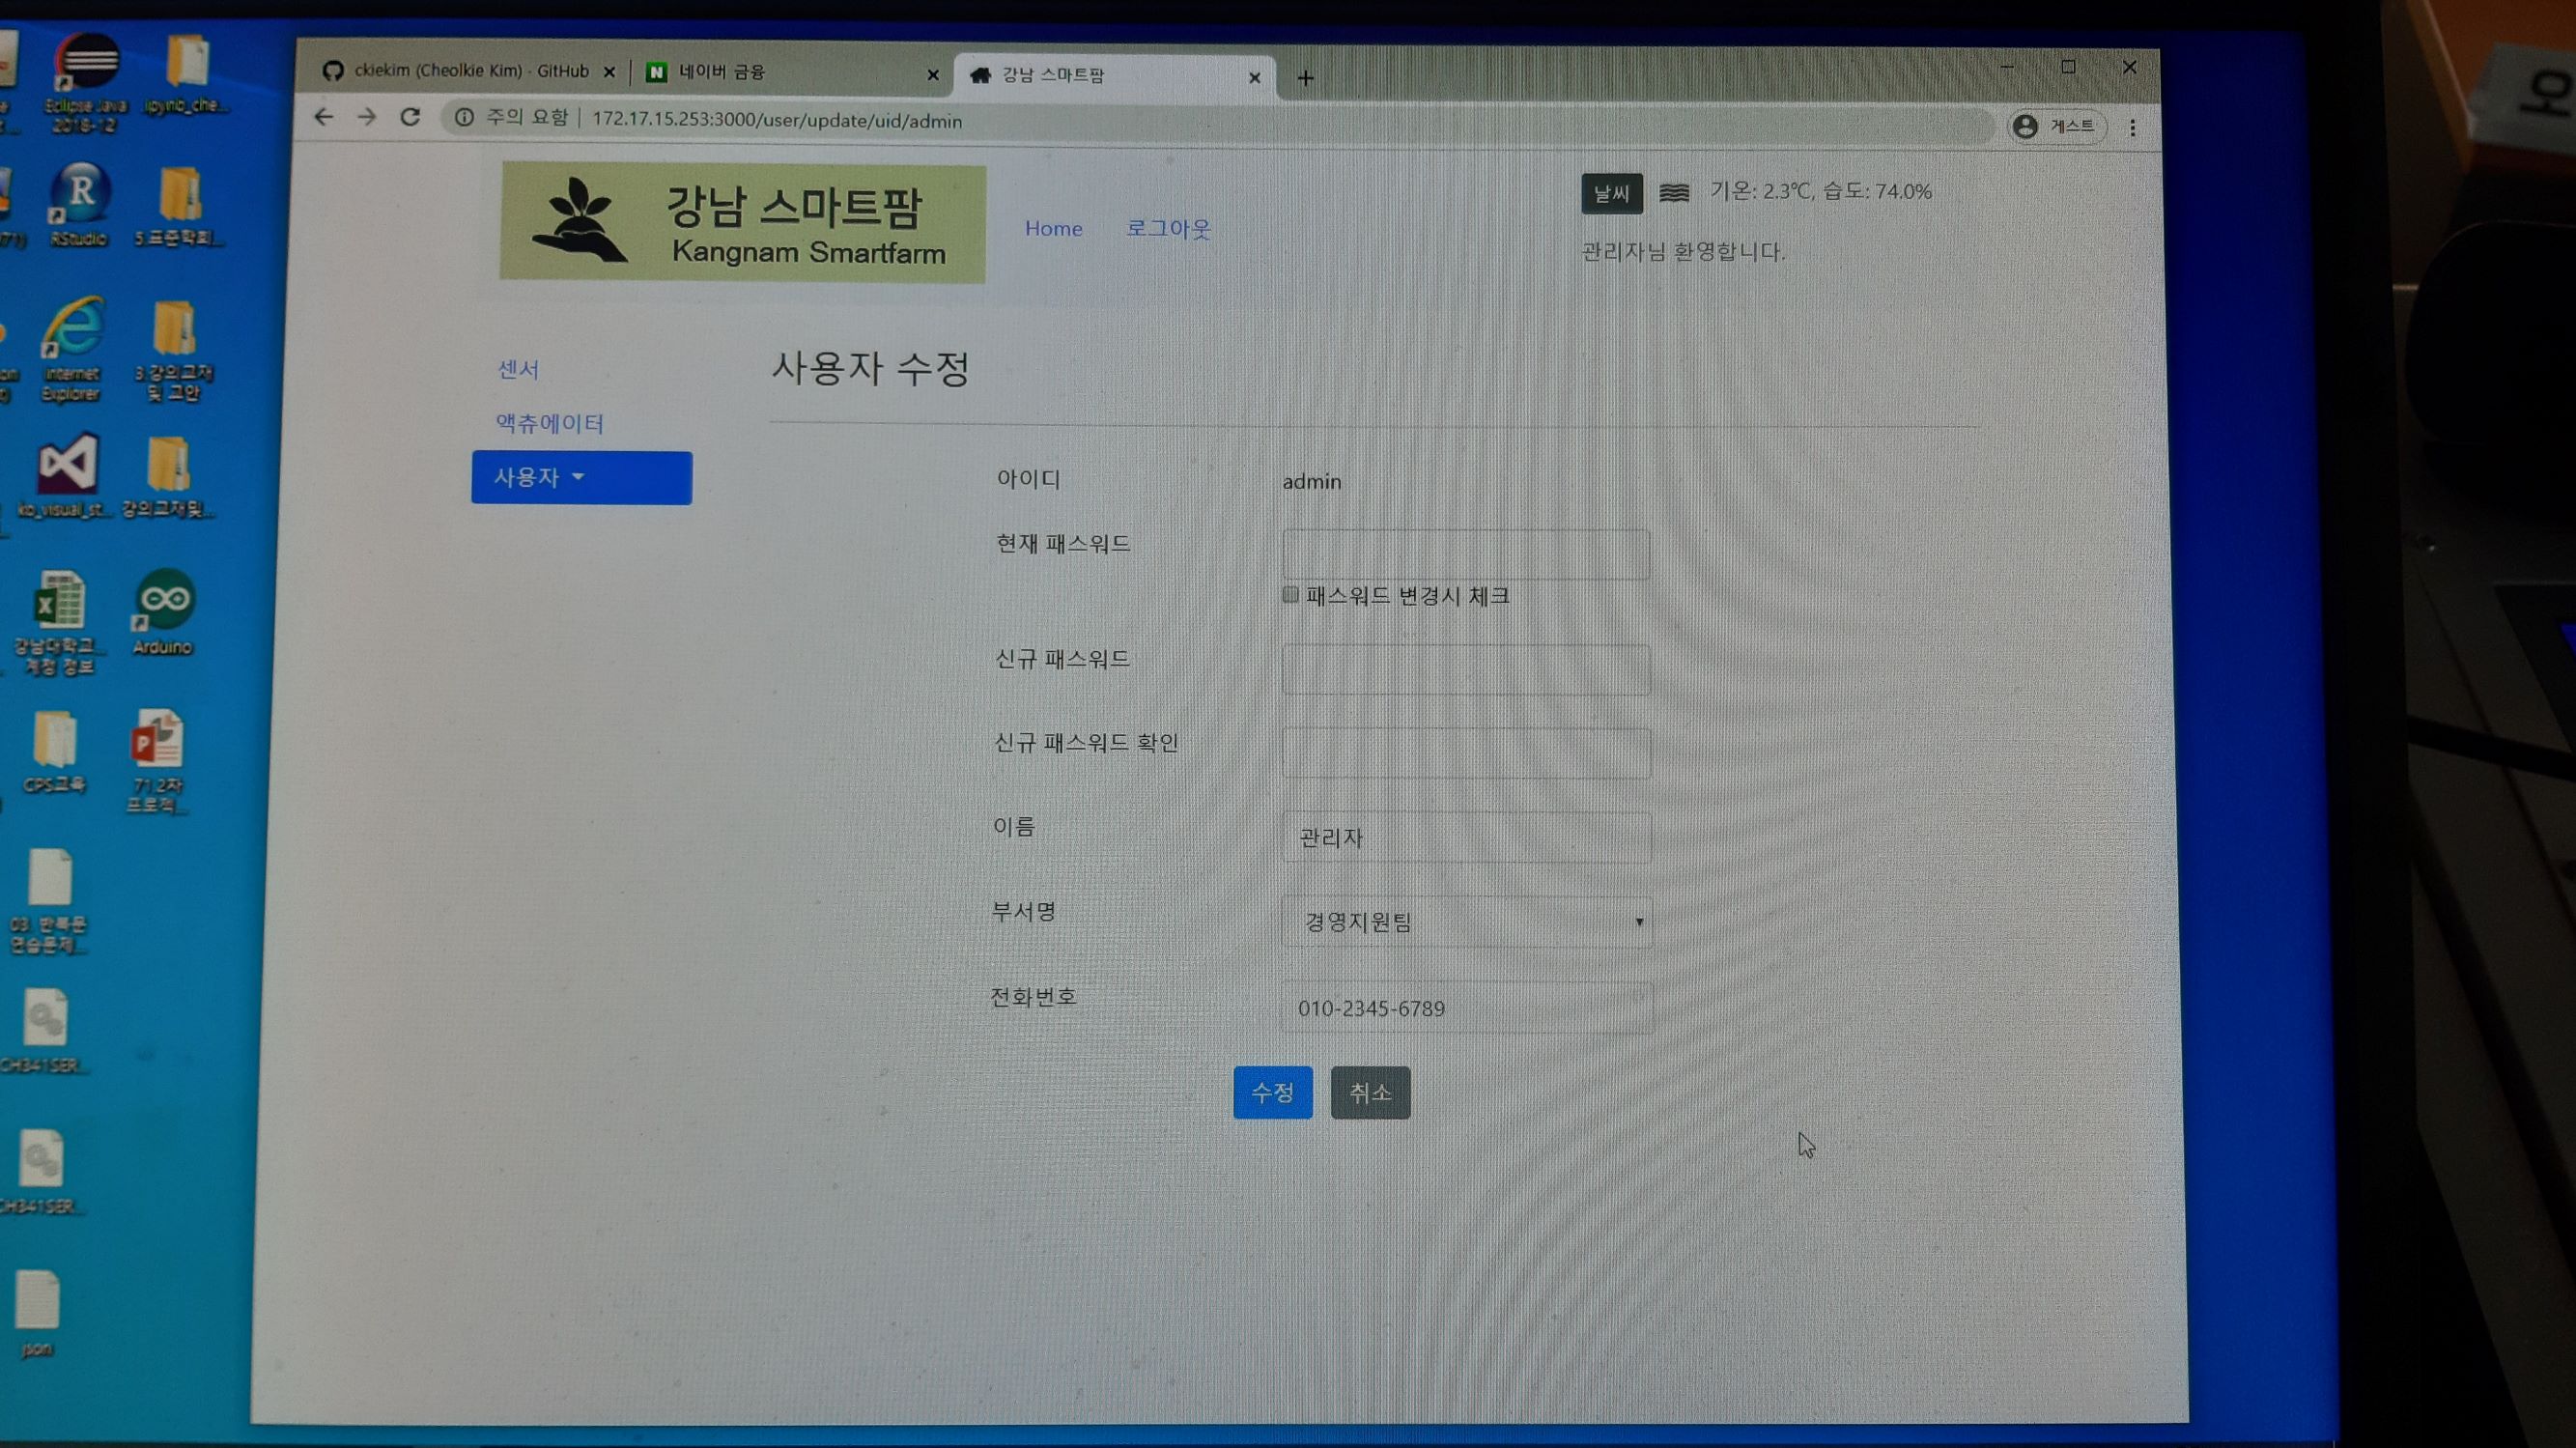 ckiekim (Cheolkie Kim) · GitHub
네이버 금융
강남 스마트팜
주의 요함
172.17.15.253:3000/user/update/uid/admin
게스트
강남 스마트팜
Kangnam Smartfarm
Home
로그아웃
날씨
기온: 2.3℃, 습도: 74.0%
관리자님 환영합니다.
센서
액츄에이터
사용자
사용자 수정
아이디
admin
현재 패스워드
패스워드 변경시 체크
신규 패스워드
신규 패스워드 확인
이름
관리자
부서명
경영지원팀
전화번호
010-2345-6789
수정
취소
Eclipse Java
2018-12
ipynb_che...
RStudio
5.표준학회...
Internet
Explorer
3.강의교재
및 고안
ko_visual_st...
강의교재및...
강남대학교...
계정 정보
Arduino
CPS교육
71.2차
프로젝...
03. 반복문
연습문제...
CH341SER...
CH341SER...
json
오